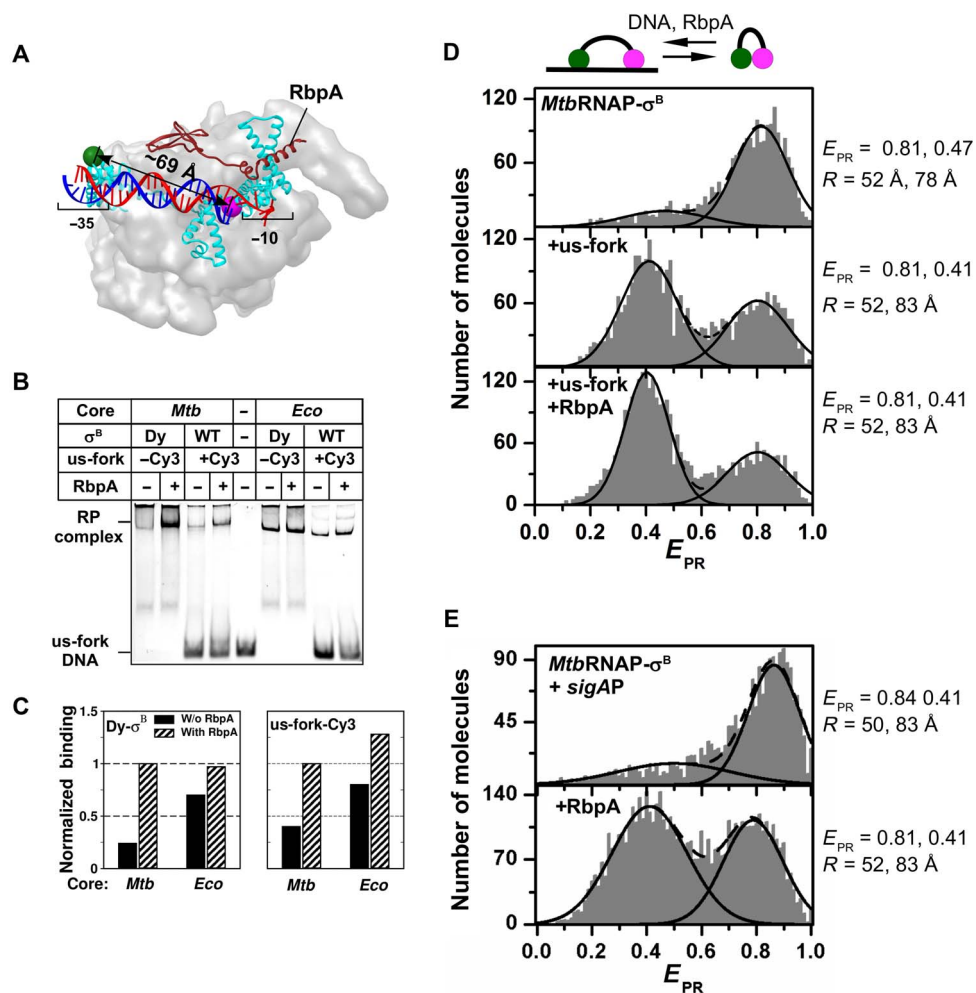 A
RbpA
~69 Å
–35
–10
B
Core Mtb – Eco
σB Dy WT – Dy WT
us-fork –Cy3 +Cy3 –Cy3 +Cy3
RbpA – + – + – – + – +
RP
complex
us-fork
DNA
C
Normalized binding
1.5
1
0.5
0
Dy-σB
W/o RbpA
With RbpA
us-fork-Cy3
Core: Mtb Eco Mtb Eco
D
DNA, RbpA
Number of molecules
120
60
0
MtbRNAP-σB
EPR = 0.81, 0.47
R = 52 Å, 78 Å
120
60
0
+us-fork
EPR = 0.81, 0.41
R = 52, 83 Å
120
60
0
+us-fork
+RbpA
EPR = 0.81, 0.41
R = 52, 83 Å
0.0 0.2 0.4 0.6 0.8 1.0
EPR
E
Number of molecules
90
45
0
MtbRNAP-σB
+ sigAP
EPR = 0.84 0.41
R = 50, 83 Å
140
70
0
+RbpA
EPR = 0.81, 0.41
R = 52, 83 Å
0.0 0.2 0.4 0.6 0.8 1.0
EPR